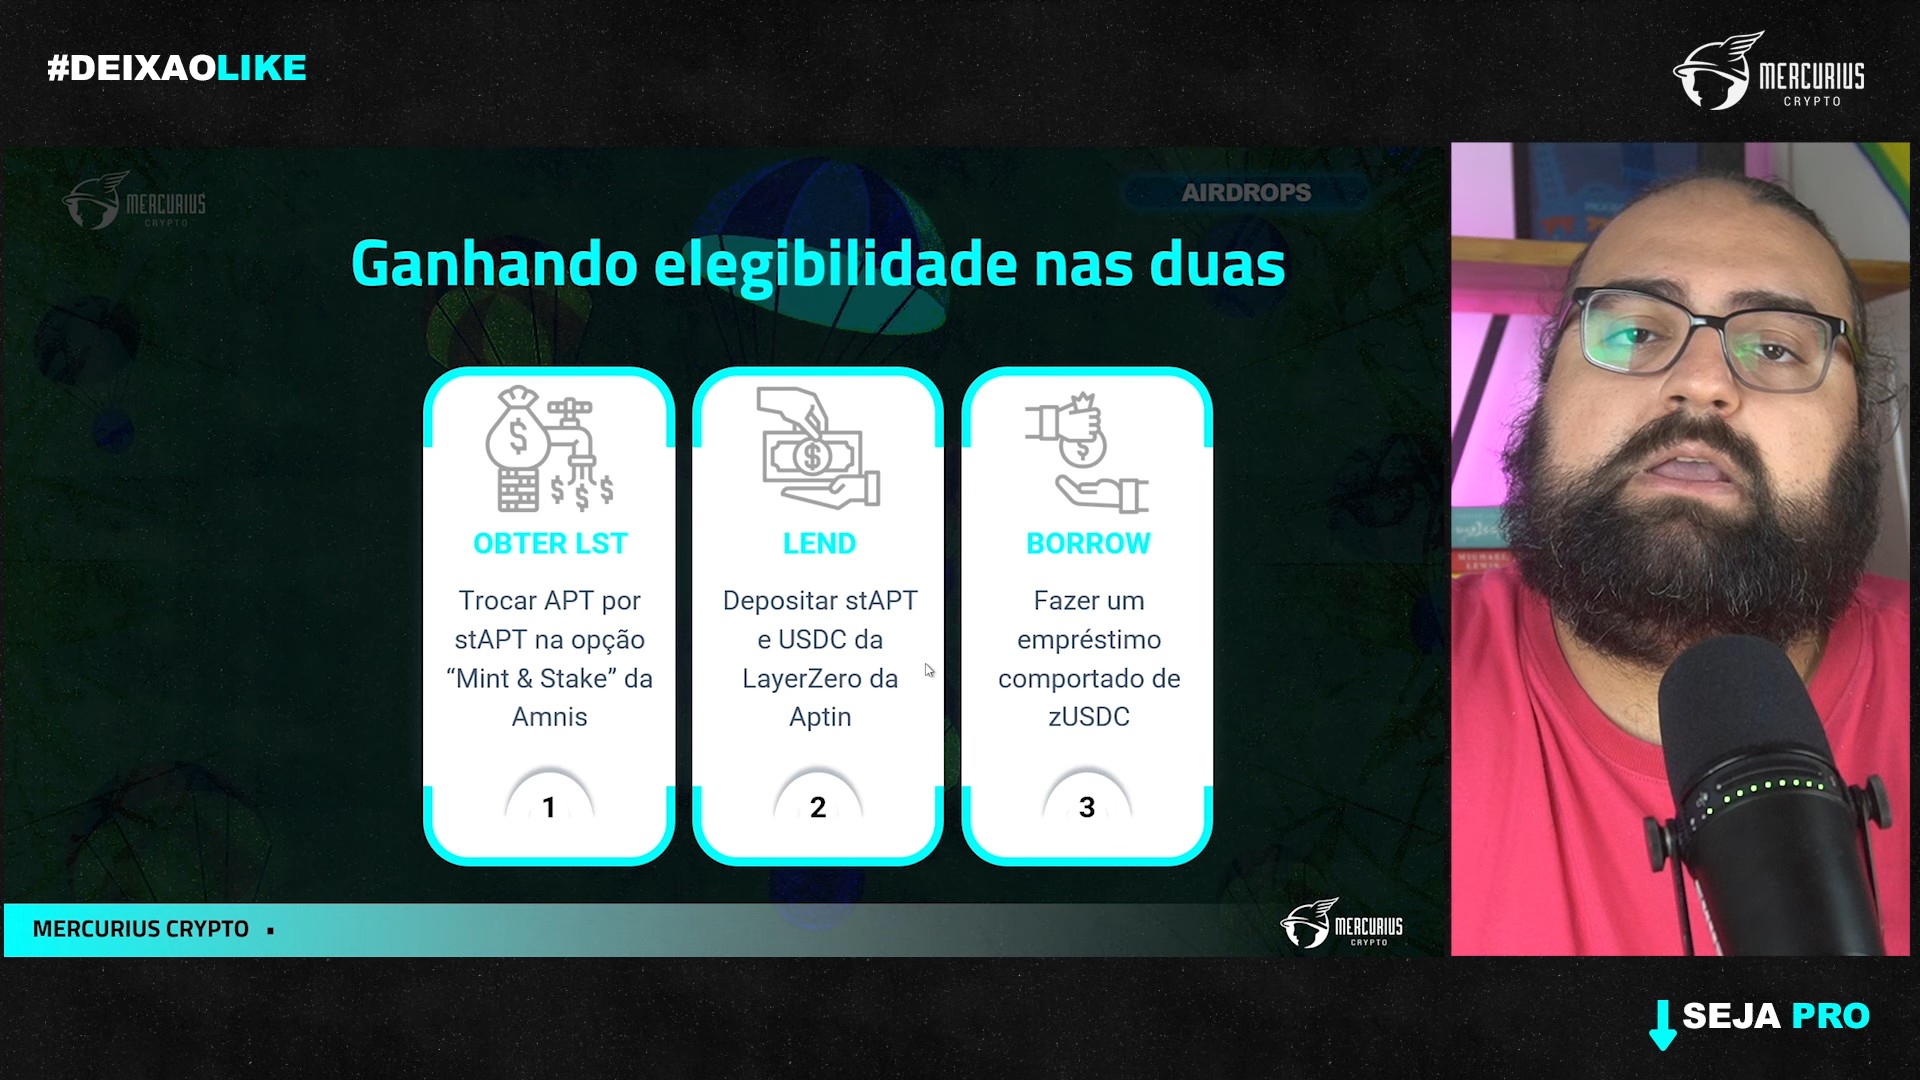 #DEIXAOLIKE
MERCURIUS
CRYPTO
MERCURIUS
CRYPTO
AIRDROPS
Ganhando elegibilidade nas duas
OBTER LST
Trocar APT por
stAPT na opção
“Mint & Stake” da
Amnis
1
LEND
Depositar stAPT
e USDC da
LayerZero da
Aptin
2
BORROW
Fazer um
empréstimo
comportado de
zUSDC
3
MICHAEL
LEWIS
MERCURIUS CRYPTO
MERCURIUS
CRYPTO
SEJA PRO